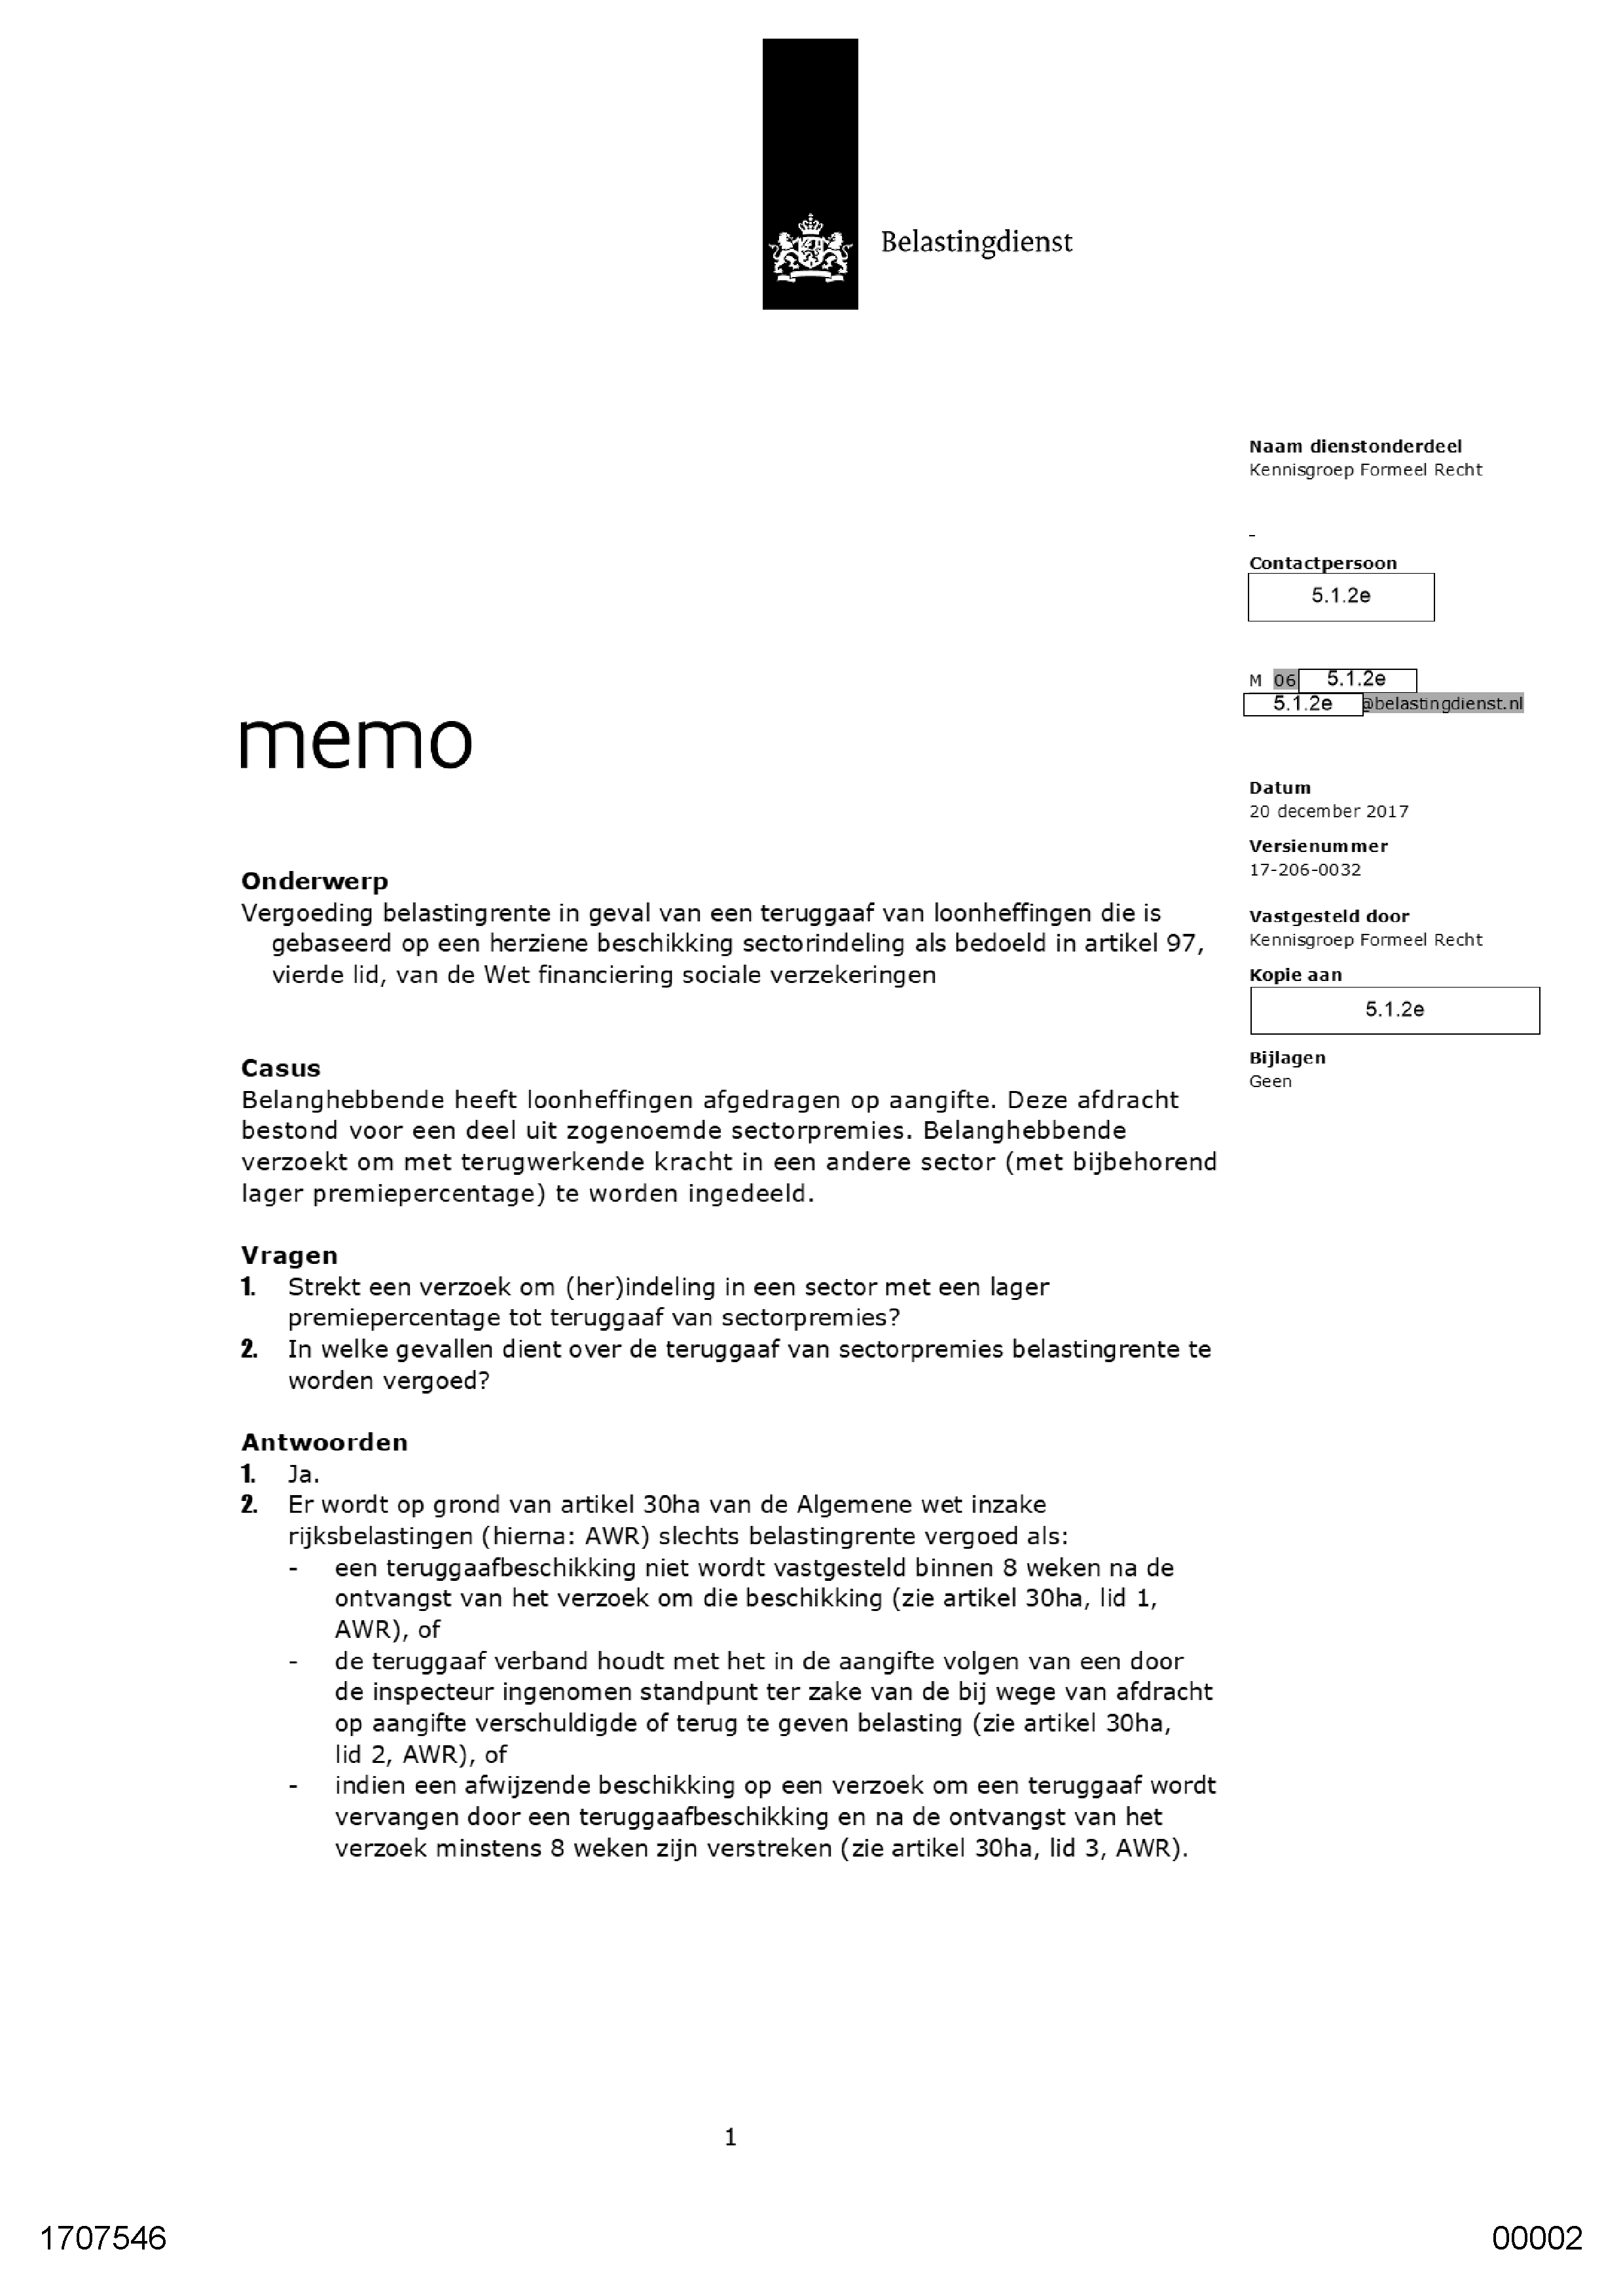 Belastingdienst
Naam dienstonderdeel
Kennisgroep Formeel Recht
-
Contactpersoon
5.1.2e
M 06 5.1.2e
5.1.2e @belastingdienst.nl
memo
Datum
20 december 2017
Versienummer
17-206-0032
Vastgesteld door
Kennisgroep Formeel Recht
Kopie aan
5.1.2e
Bijlagen
Geen
Onderwerp
Vergoeding belastingrente in geval van een teruggaaf van loonheffingen die is
gebaseerd op een herziene beschikking sectorindeling als bedoeld in artikel 97,
vierde lid, van de Wet financiering sociale verzekeringen
Casus
Belanghebbende heeft loonheffingen afgedragen op aangifte. Deze afdracht
bestond voor een deel uit zogenoemde sectorpremies. Belanghebbende
verzoekt om met terugwerkende kracht in een andere sector (met bijbehorend
lager premiepercentage) te worden ingedeeld.
Vragen
1. Strekt een verzoek om (her)indeling in een sector met een lager
premiepercentage tot teruggaaf van sectorpremies?
2. In welke gevallen dient over de teruggaaf van sectorpremies belastingrente te
worden vergoed?
Antwoorden
1. Ja.
2. Er wordt op grond van artikel 30ha van de Algemene wet inzake
rijksbelastingen (hierna: AWR) slechts belastingrente vergoed als:
- een teruggaafbeschikking niet wordt vastgesteld binnen 8 weken na de
ontvangst van het verzoek om die beschikking (zie artikel 30ha, lid 1,
AWR), of
- de teruggaaf verband houdt met het in de aangifte volgen van een door
de inspecteur ingenomen standpunt ter zake van de bij wege van afdracht
op aangifte verschuldigde of terug te geven belasting (zie artikel 30ha,
lid 2, AWR), of
- indien een afwijzende beschikking op een verzoek om een teruggaaf wordt
vervangen door een teruggaafbeschikking en na de ontvangst van het
verzoek minstens 8 weken zijn verstreken (zie artikel 30ha, lid 3, AWR).
1
1707546
00002